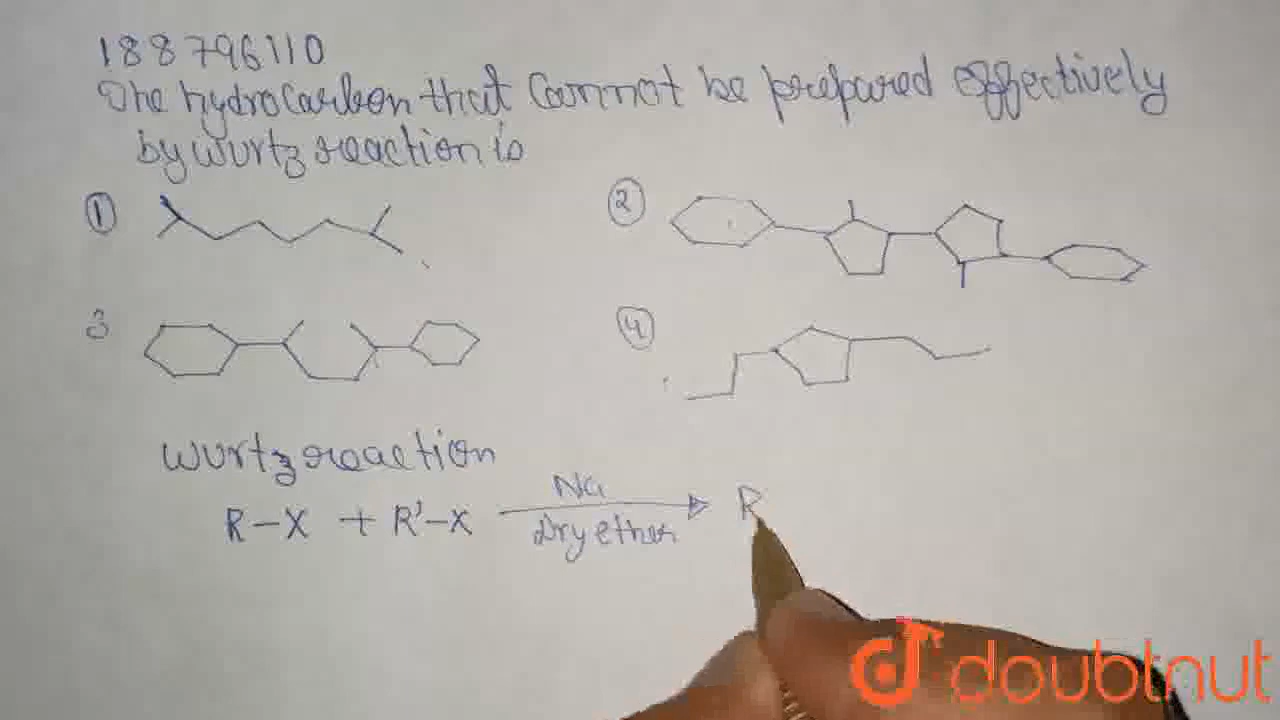 188796110
The hydrocarbon that cannot be prepared effectively
by wurtz reaction is
1
2
3
4
wurtz reaction
R-X + R'-X Na R
Dry ether
doubtnut